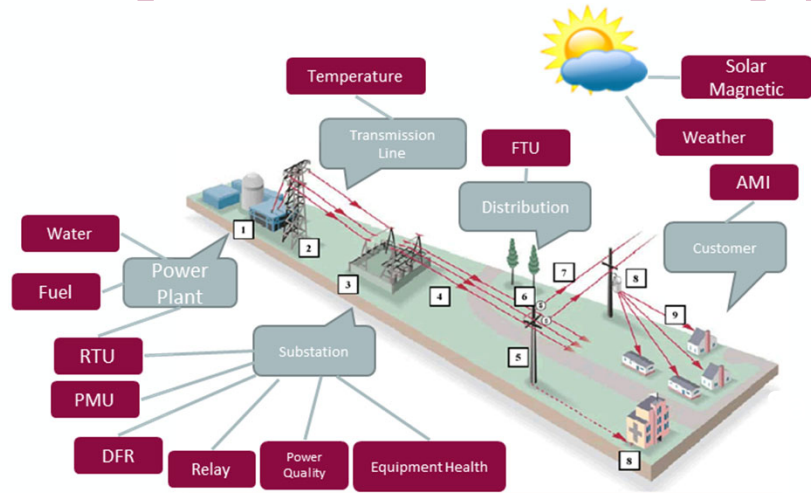 Temperature
Solar
Magnetic
Transmission
Line
FTU
Weather
AMI
Distribution
Water
Customer
Power
Plant
Fuel
1
2
3
4
5
6
7
8
9
8
RTU
Substation
PMU
DFR
Relay
Power
Quality
Equipment Health